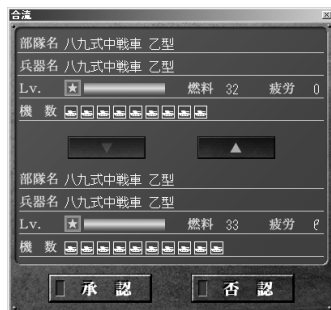 合流
部隊名 八九式中戦車 乙型
兵器名 八九式中戦車 乙型
Lv. 燃料 32 疲労 0
機 数
部隊名 八九式中戦車 乙型
兵器名 八九式中戦車 乙型
Lv. 燃料 33 疲労
機 数
承 認 否 認